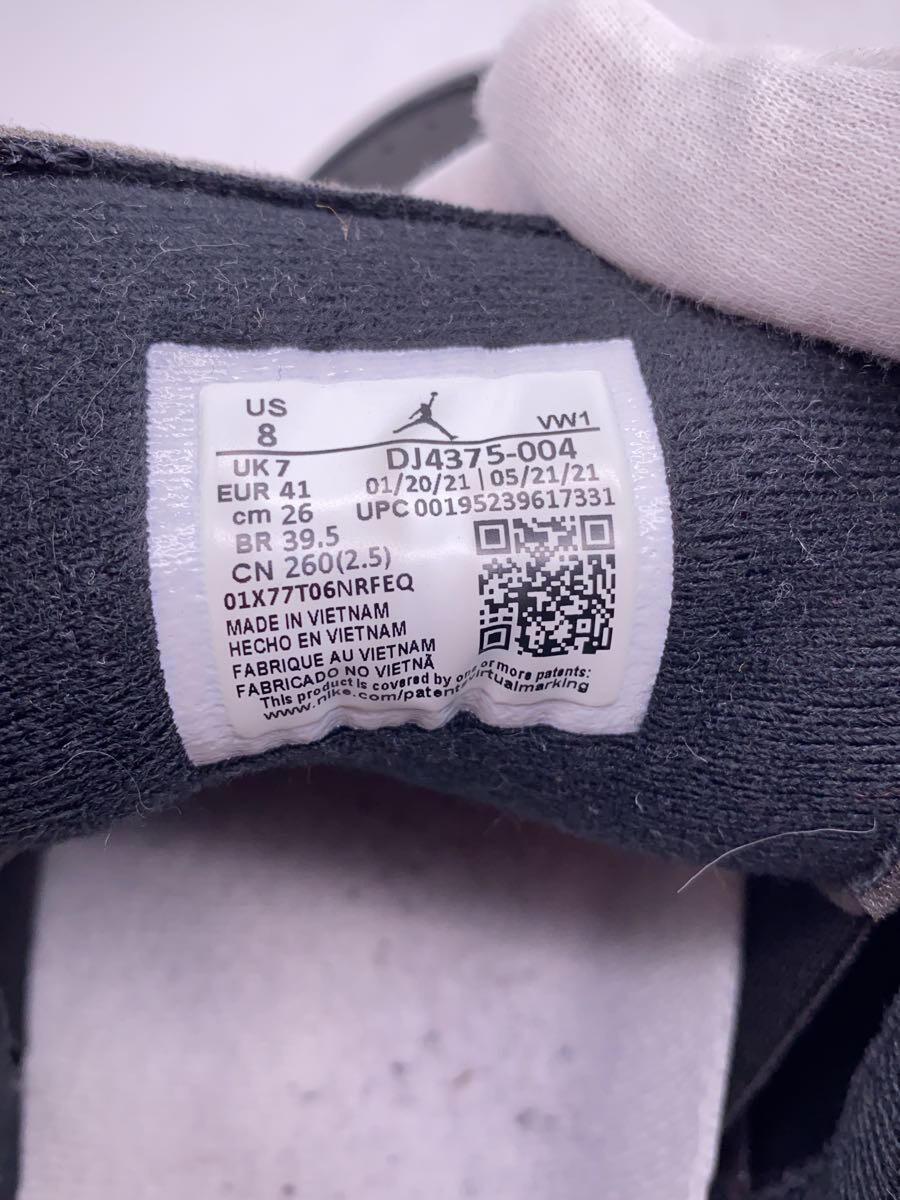 US
8
VW1
UK 7
DJ4375-004
EUR 41
01/20/21 | 05/21/21
cm 26
UPC 00195239617331
BR 39.5
CN 260(2.5)
01X77T06NRFEQ
MADE IN VIETNAM
HECHO EN VIETNAM
FABRIQUE AU VIETNAM
FABRICADO NO VIETNÃ
This product is covered by one or more patents:
www.nike.com/patentvirtualmarking